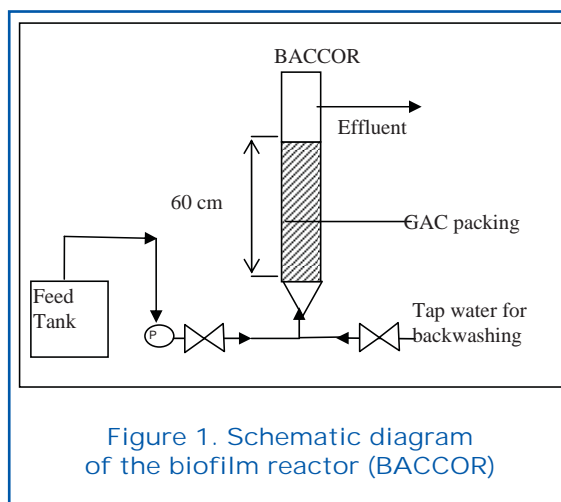 BACCOR
Effluent
60 cm
GAC packing
Feed
Tank
P
Tap water for
backwashing
Figure 1. Schematic diagram
of the biofilm reactor (BACCOR)